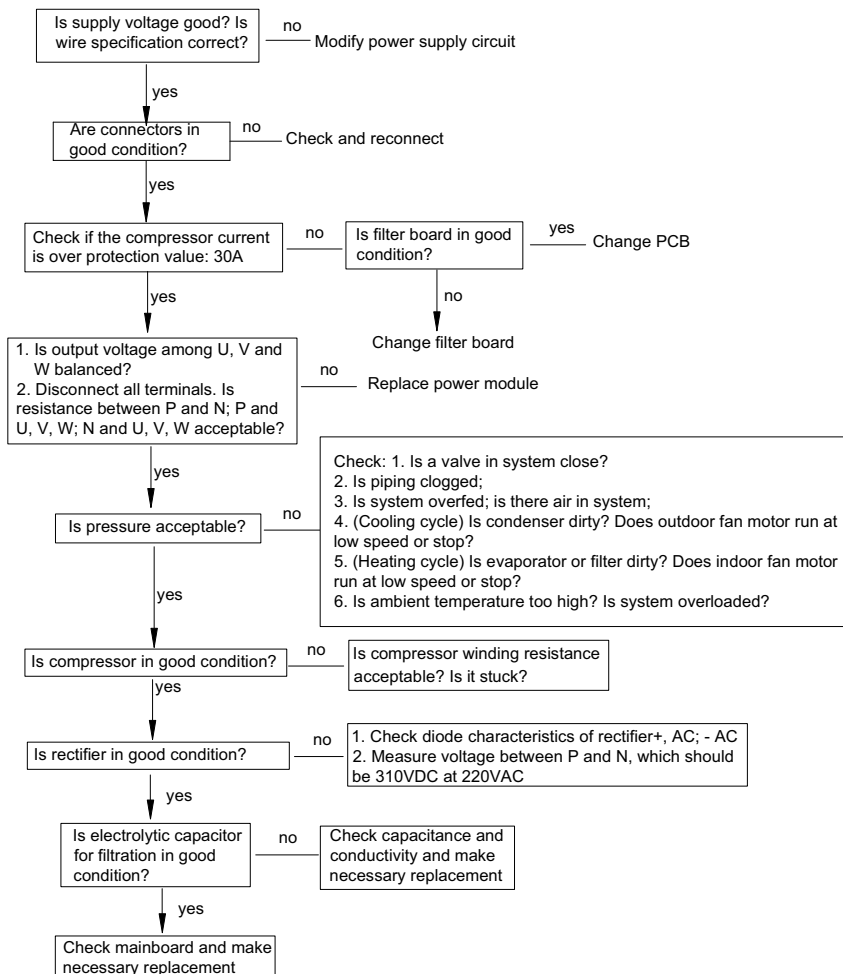 Is supply voltage good? Is
wire specification correct?
no
Modify power supply circuit
yes
Are connectors in
good condition?
no
Check and reconnect
yes
Check if the compressor current
is over protection value: 30A
no
Is filter board in good
condition?
yes
Change PCB
no
Change filter board
yes
1. Is output voltage among U, V and
W balanced?
2. Disconnect all terminals. Is
resistance between P and N; P and
U, V, W; N and U, V, W acceptable?
no
Replace power module
yes
Is pressure acceptable?
no
Check: 1. Is a valve in system close?
2. Is piping clogged;
3. Is system overfed; is there air in system;
4. (Cooling cycle) Is condenser dirty? Does outdoor fan motor run at
low speed or stop?
5. (Heating cycle) Is evaporator or filter dirty? Does indoor fan motor
run at low speed or stop?
6. Is ambient temperature too high? Is system overloaded?
yes
Is compressor in good condition?
no
Is compressor winding resistance
acceptable? Is it stuck?
yes
Is rectifier in good condition?
no
1. Check diode characteristics of rectifier+, AC; - AC
2. Measure voltage between P and N, which should
be 310VDC at 220VAC
yes
Is electrolytic capacitor
for filtration in good
condition?
no
Check capacitance and
conductivity and make
necessary replacement
yes
Check mainboard and make
necessary replacement